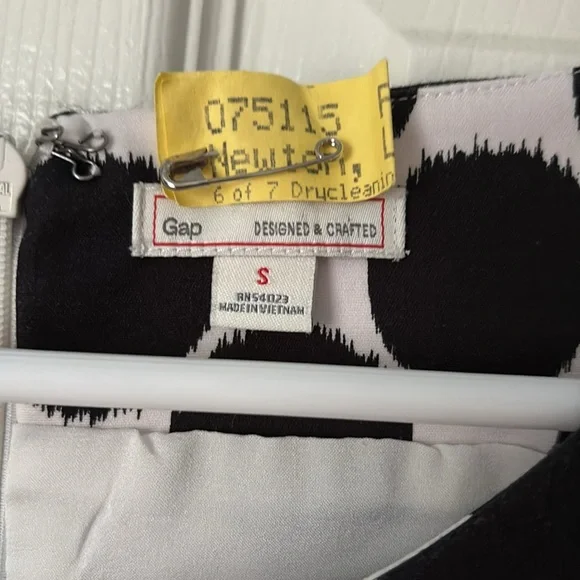 075115
Newton, L
6 of 7 Drycleanin
Gap DESIGNED & CRAFTED
S
RN54023
MADE IN VIETNAM